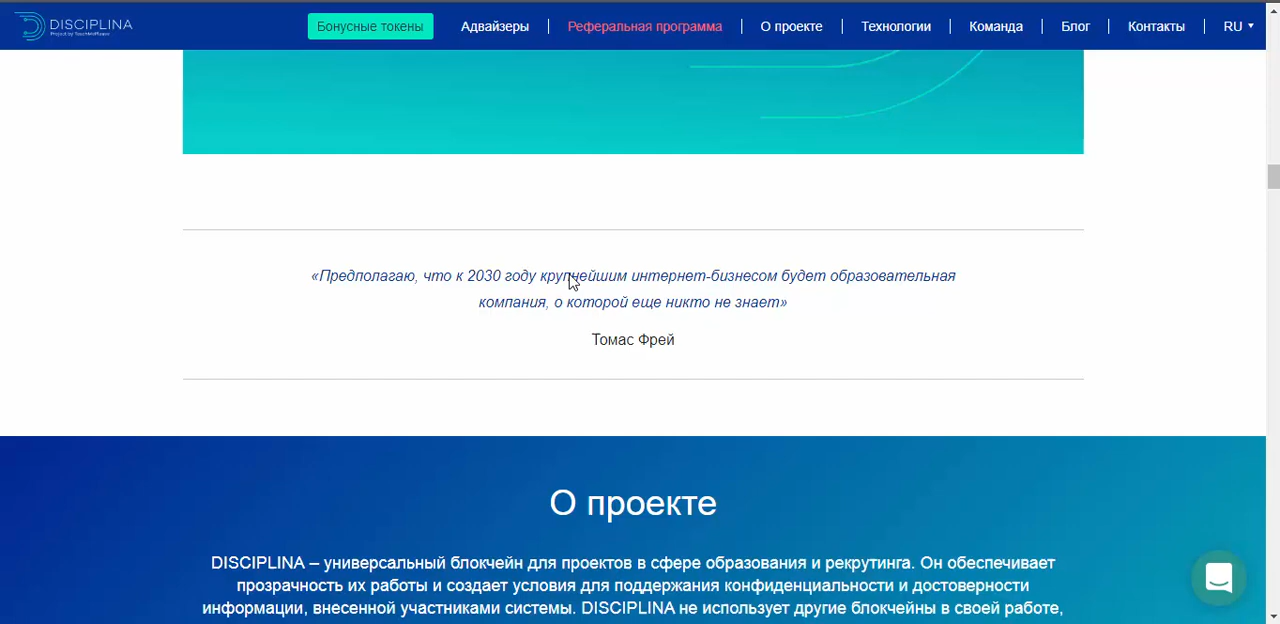 DISCIPLINA
Бонусные токены
Адвайзеры
Реферальная программа
О проекте
Технологии
Команда
Блог
Контакты
RU
«Предполагаю, что к 2030 году крупнейшим интернет-бизнесом будет образовательная
компания, о которой еще никто не знает»
Томас Фрей
О проекте
DISCIPLINA – универсальный блокчейн для проектов в сфере образования и рекрутинга. Он обеспечивает
прозрачность их работы и создает условия для поддержания конфиденциальности и достоверности
информации, внесенной участниками системы. DISCIPLINA не использует другие блокчейны в своей работе,